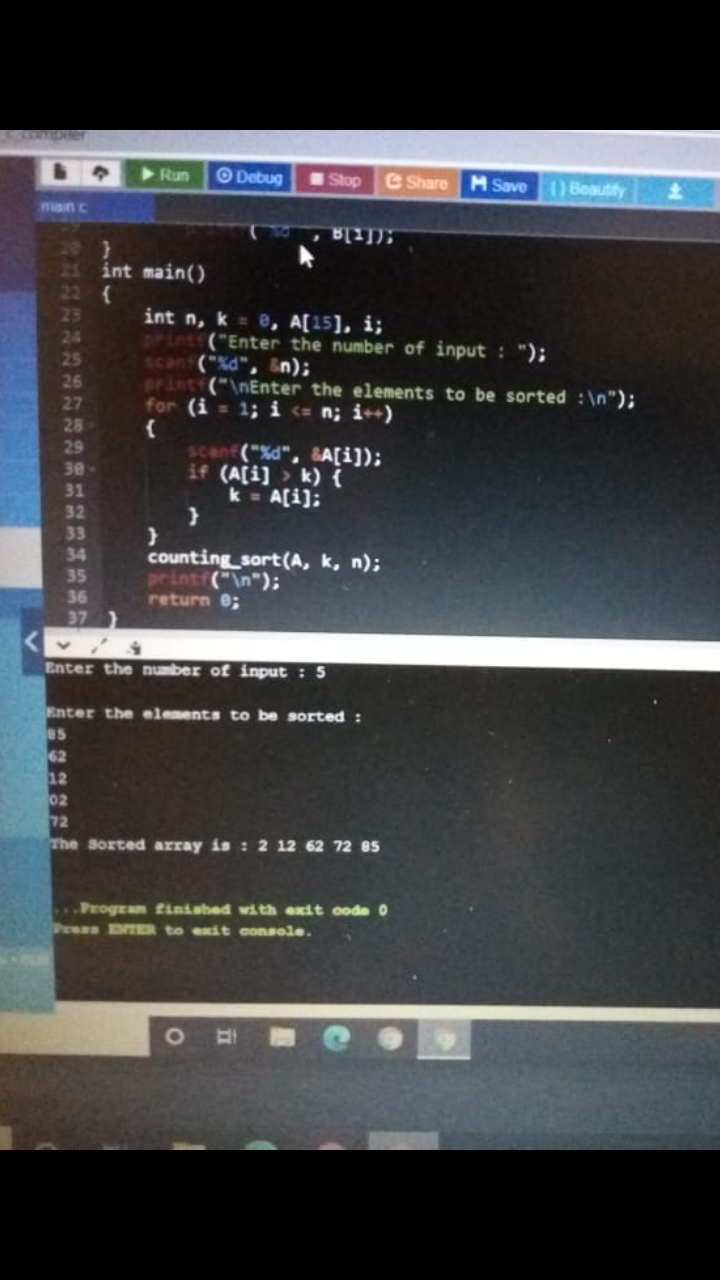 c_compiler
Run Debug Stop Share Save {} Beautify
main.c
( %d , B[i]);
20 }
21 int main()
22 {
23 int n, k = 0, A[15], i;
24 printf("Enter the number of input : ");
25 scanf("%d", &n);
26 printf("\nEnter the elements to be sorted :\n");
27 for (i = 1; i <= n; i++)
28 {
29 scanf("%d", &A[i]);
30 if (A[i] > k) {
31 k = A[i];
32 }
33 }
34 counting_sort(A, k, n);
35 printf("\n");
36 return 0;
37 }
Enter the number of input : 5
Enter the elements to be sorted :
85
62
12
02
72
The Sorted array is : 2 12 62 72 85
...Program finished with exit code 0
Press ENTER to exit console.